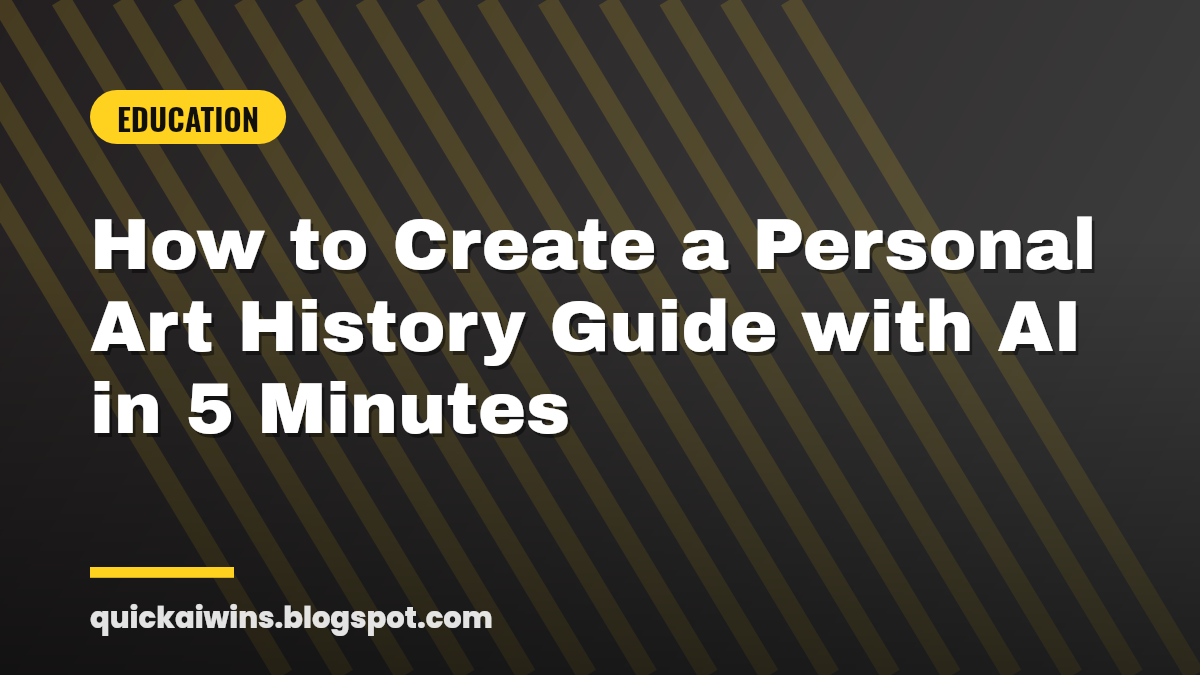 EDUCATION
How to Create a Personal
Art History Guide with AI
in 5 Minutes
quickaiwins.blogspot.com